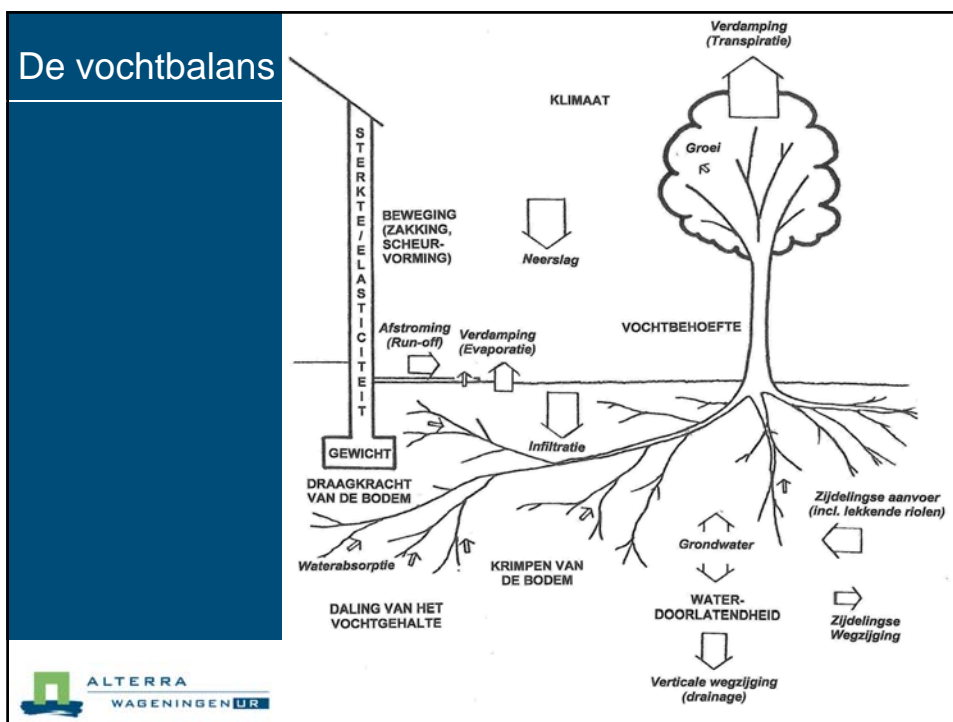 De vochtbalans
Verdamping
(Transpiratie)
KLIMAAT
Groei
STERKTE/ELASTICITEIT
BEWEGING
(ZAKKING,
SCHEUR-
VORMING)
Neerslag
Afstroming
(Run-off)
Verdamping
(Evaporatie)
VOCHTBEHOEFTE
Infiltratie
GEWICHT
DRAAGKRACHT
VAN DE BODEM
Zijdelingse aanvoer
(incl. lekkende riolen)
Grondwater
Waterabsorptie
KRIMPEN VAN
DE BODEM
DALING VAN HET
VOCHTGEHALTE
WATER-
DOORLATENDHEID
Zijdelingse
Wegzijging
Verticale wegzijging
(drainage)
ALTERRA
WAGENINGEN UR